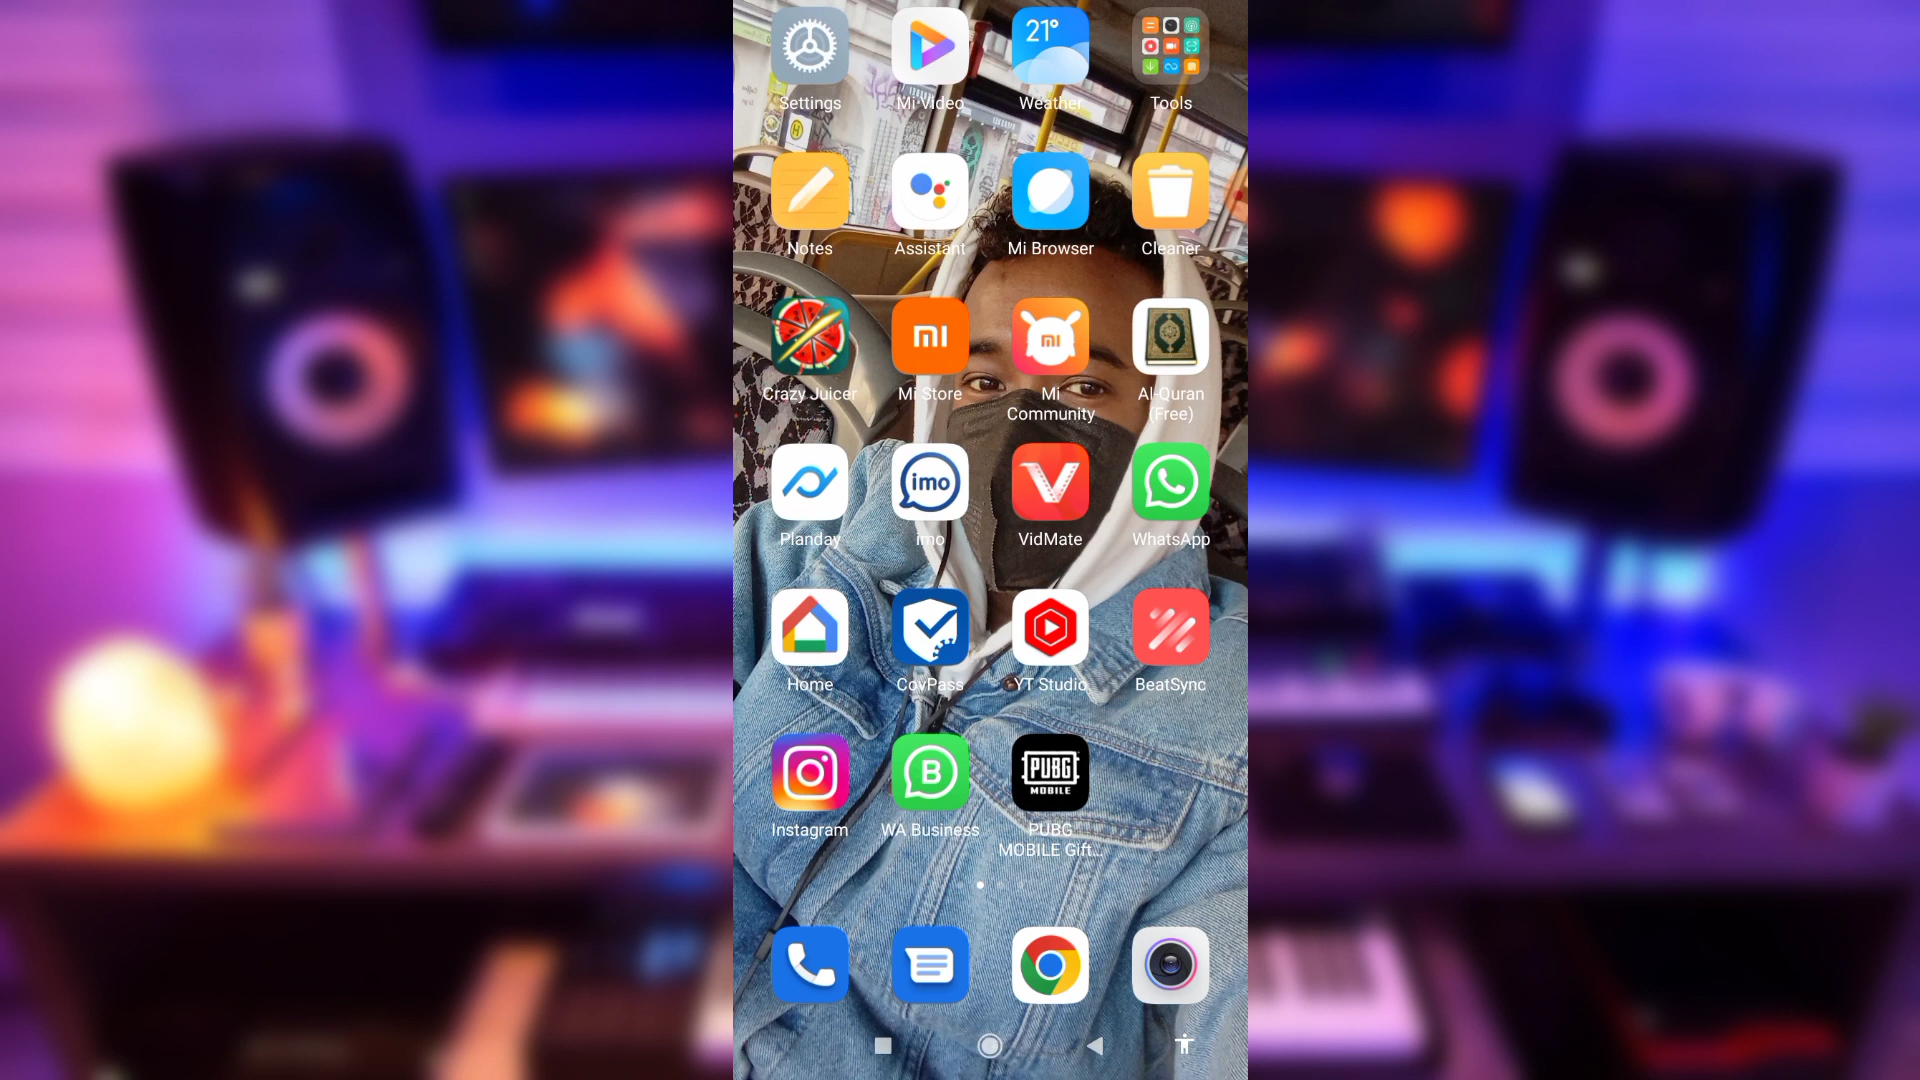 21°
Settings
Mi Video
Weather
Tools
Notes
Assistant
Mi Browser
Cleaner
mi
mi
Crazy Juicer
Mi Store
Mi
Community
Al-Quran
(Free)
imo
Planday
imo
VidMate
WhatsApp
Home
CovPass
YT Studio
BeatSync
B
PUBG
MOBILE
Instagram
WA Business
PUBG
MOBILE Gift...